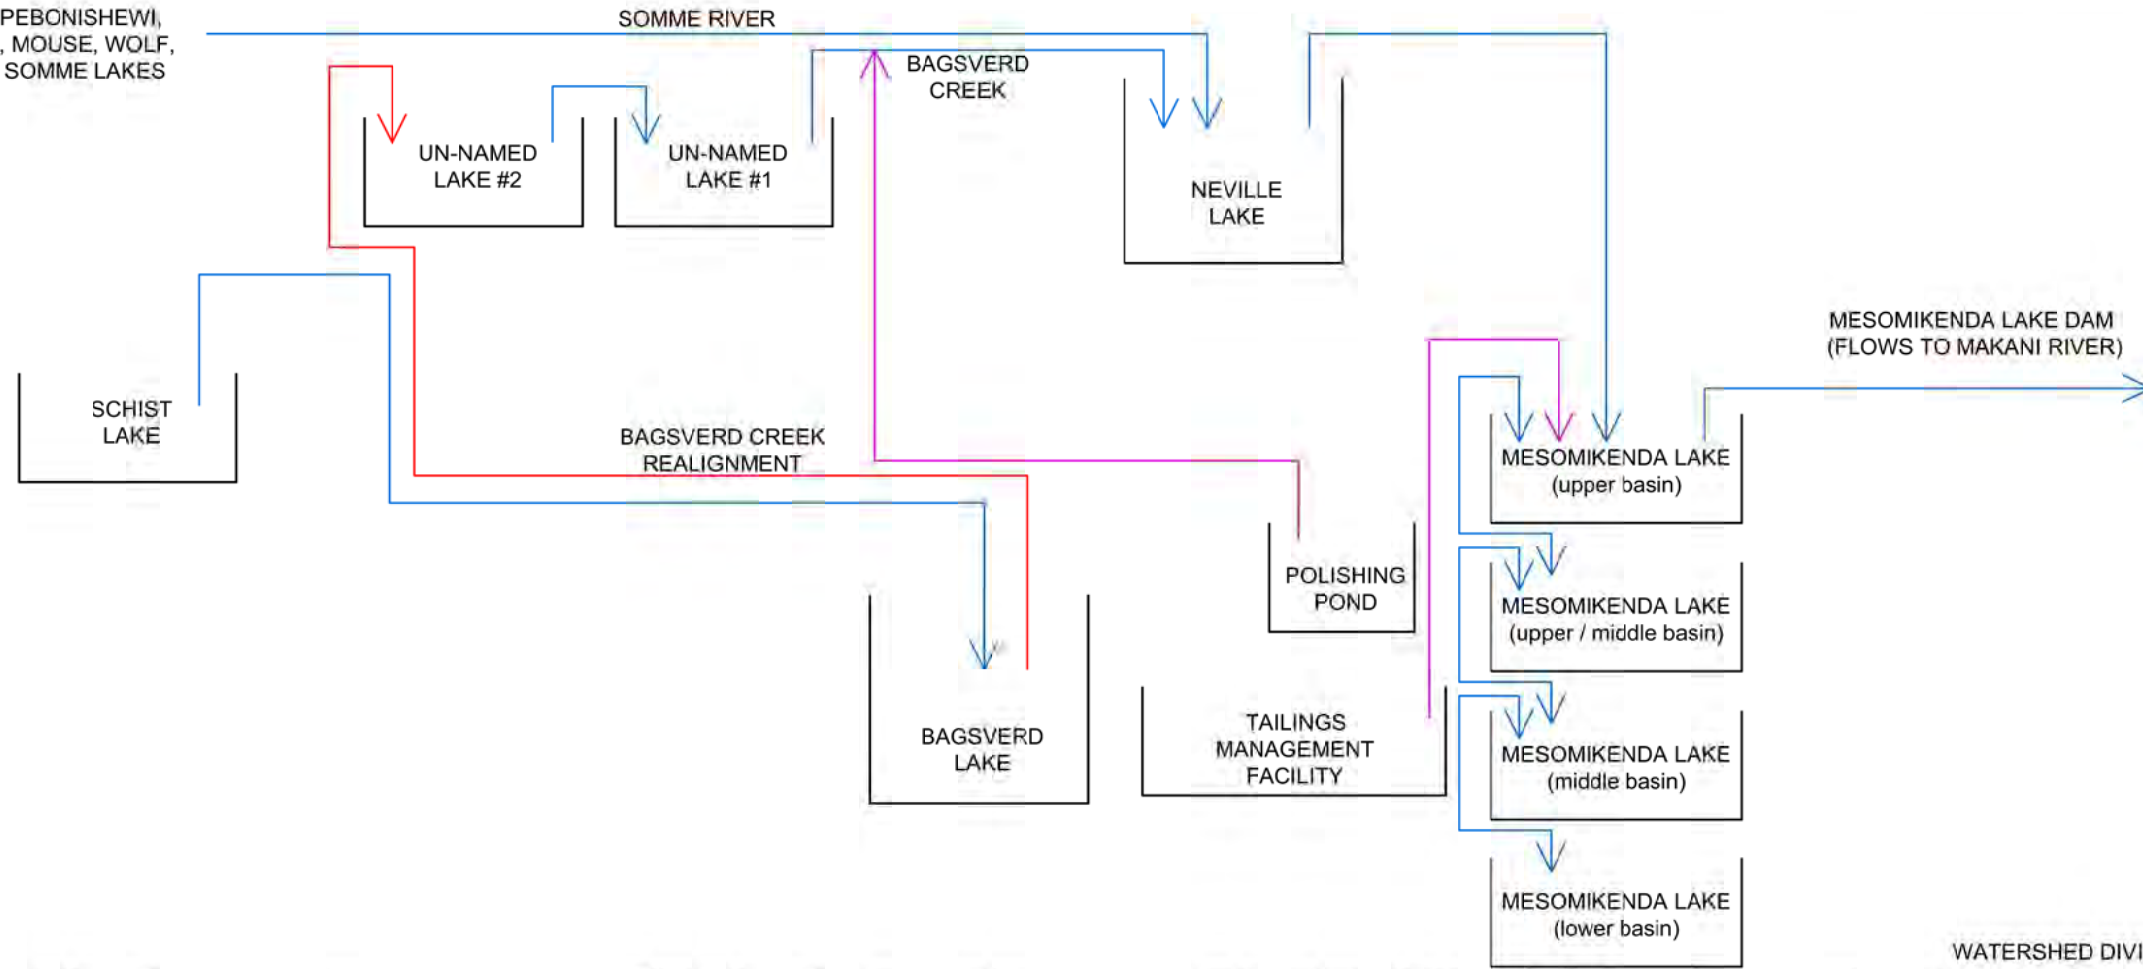 PEBONISHEWI,
, MOUSE, WOLF,
SOMME LAKES
SOMME RIVER
BAGSVERD
CREEK
UN-NAMED
LAKE #2
UN-NAMED
LAKE #1
NEVILLE
LAKE
MESOMIKENDA LAKE DAM
(FLOWS TO MAKANI RIVER)
SCHIST
LAKE
BAGSVERD CREEK
REALIGNMENT
MESOMIKENDA LAKE
(upper basin)
POLISHING
POND
MESOMIKENDA LAKE
(upper / middle basin)
BAGSVERD
LAKE
TAILINGS
MANAGEMENT
FACILITY
MESOMIKENDA LAKE
(middle basin)
MESOMIKENDA LAKE
(lower basin)
WATERSHED DIVI